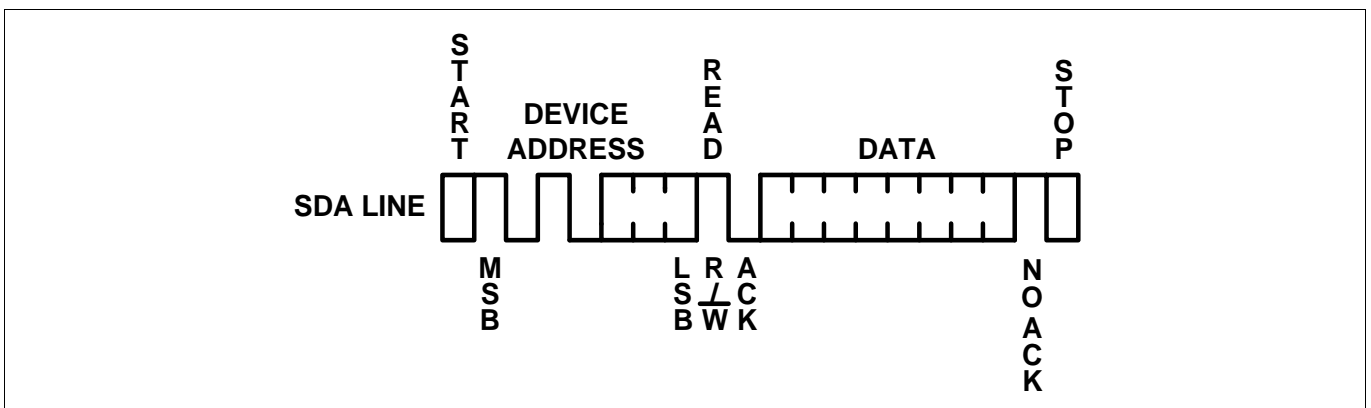 START
DEVICE
ADDRESS
READ
DATA
STOP
SDA LINE
MSB
LSB
R/W
ACK
NO ACK